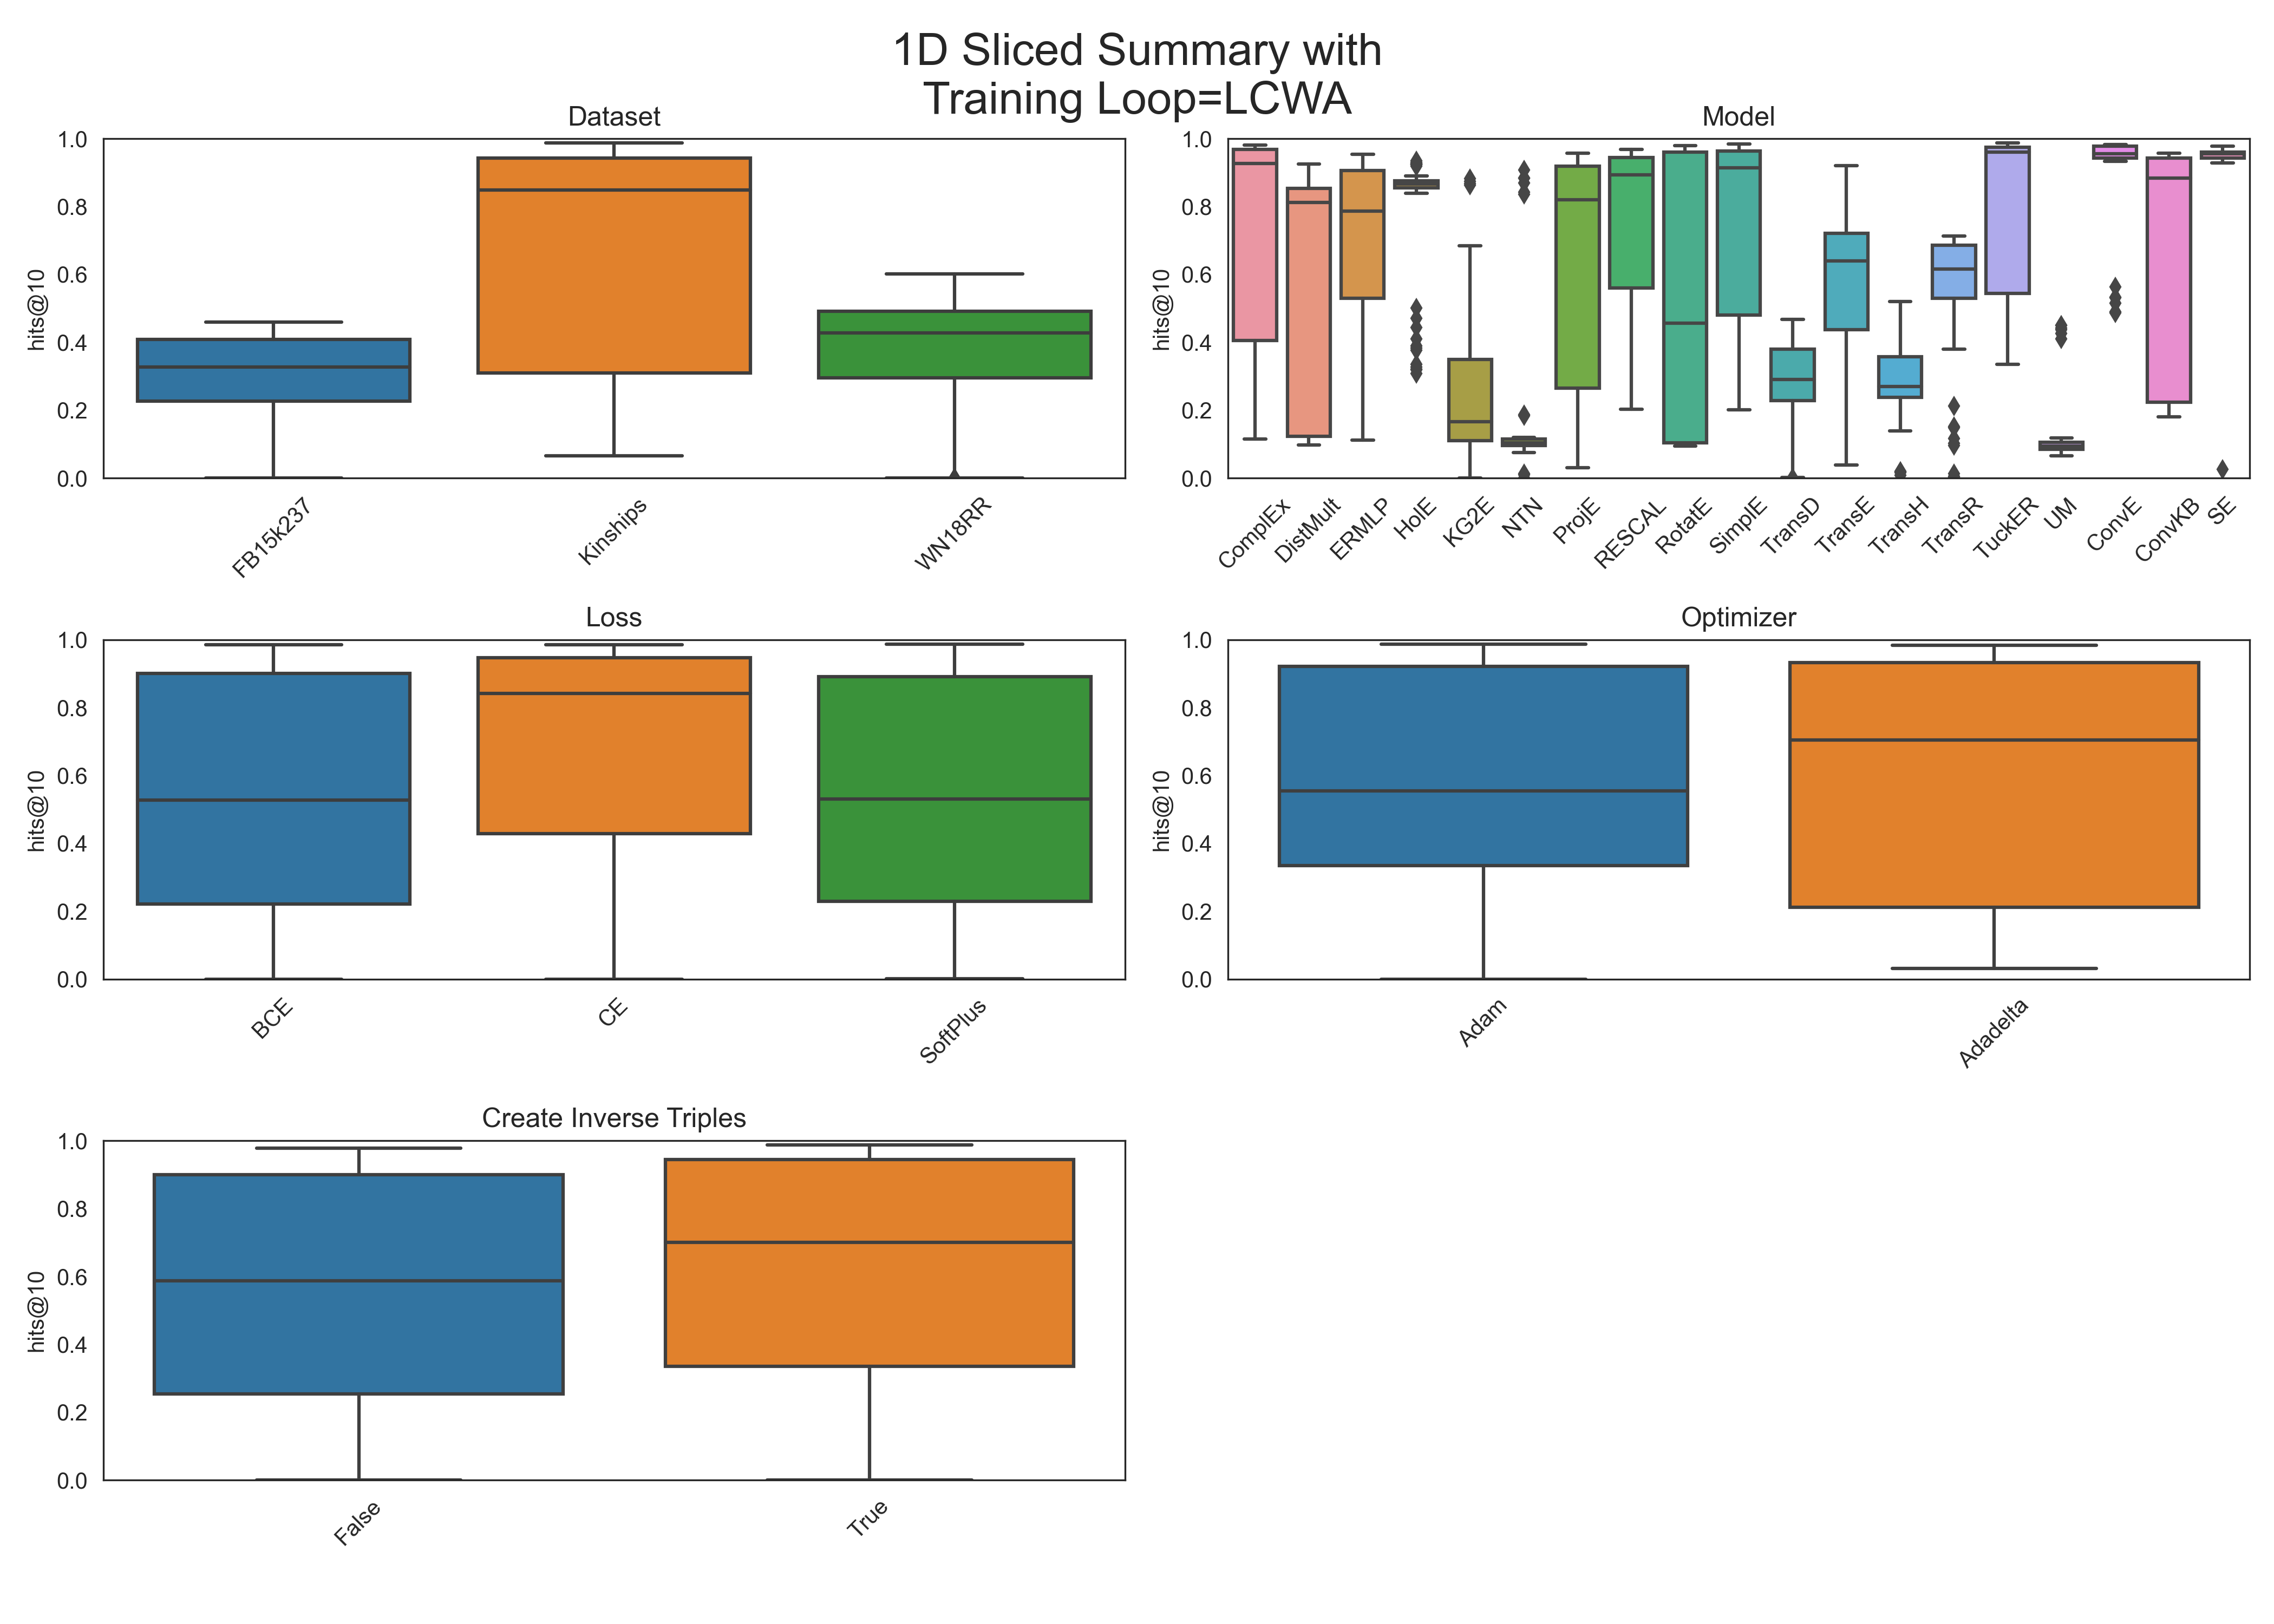 1D Sliced Summary with
Training Loop=LCWA
Dataset
1.0
0.8
0.6
0.4
0.2
0.0
hits@10
FB15k237
Kinships
WN18RR
Model
1.0
0.8
0.6
0.4
0.2
0.0
hits@10
ComplEx
DistMult
ERMLP
HolE
KG2E
NTN
ProjE
RESCAL
RotatE
SimplE
TransD
TransE
TransH
TransR
TuckER
UM
ConvE
ConvKB
SE
Loss
1.0
0.8
0.6
0.4
0.2
0.0
hits@10
BCE
CE
SoftPlus
Optimizer
1.0
0.8
0.6
0.4
0.2
0.0
hits@10
Adam
Adadelta
Create Inverse Triples
1.0
0.8
0.6
0.4
0.2
0.0
hits@10
False
True